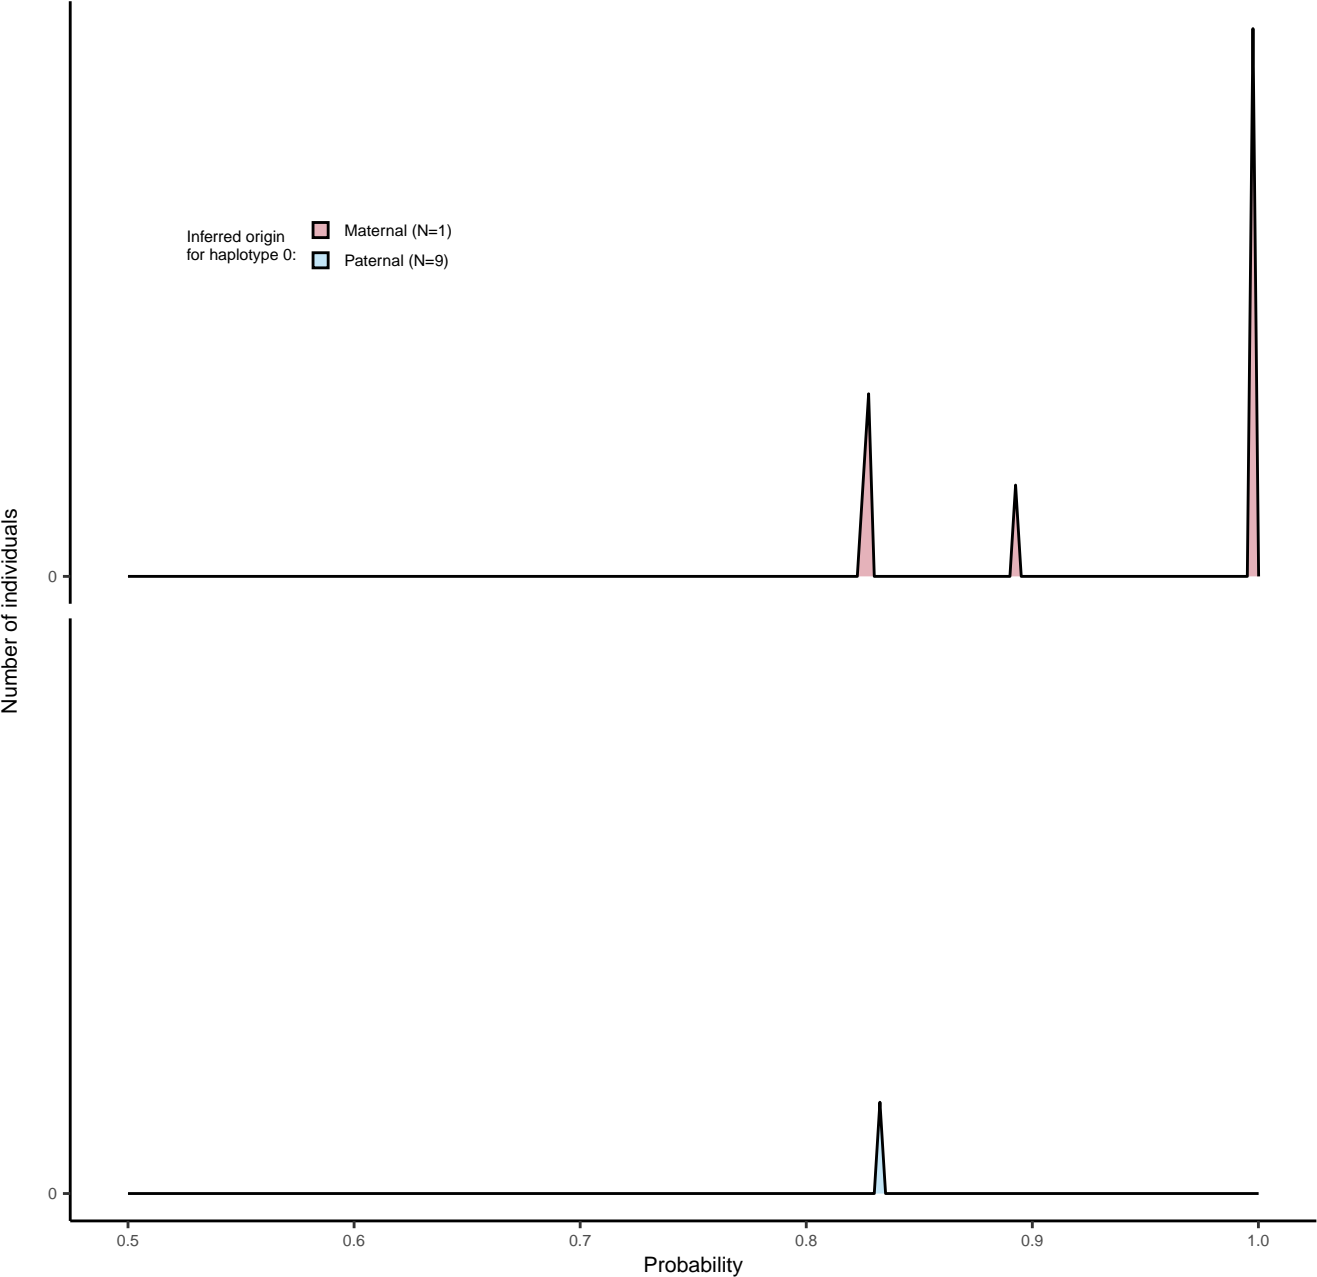 Inferred origin
for haplotype 0:
Maternal (N=1)
Paternal (N=9)
Number of individuals
0
0
0.5 0.6 0.7 0.8 0.9 1.0
Probability